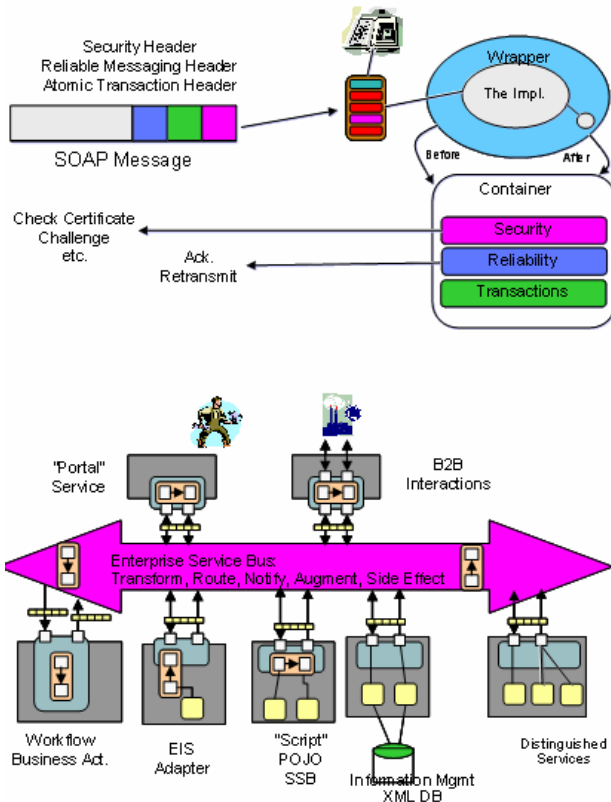 Security Header
Reliable Messaging Header
Atomic Transaction Header
SOAP Message
Wrapper
The Impl.
Before
After
Container
Security
Reliability
Transactions
Check Certificate
Challenge
etc.
Ack.
Retransmit
"Portal"
Service
B2B
Interactions
Enterprise Service Bus:
Transform, Route, Notify, Augment, Side Effect
Workflow
Business Act.
EIS
Adapter
"Script"
POJO
SSB
Information Mgmt
XML DB
Distinguished
Services